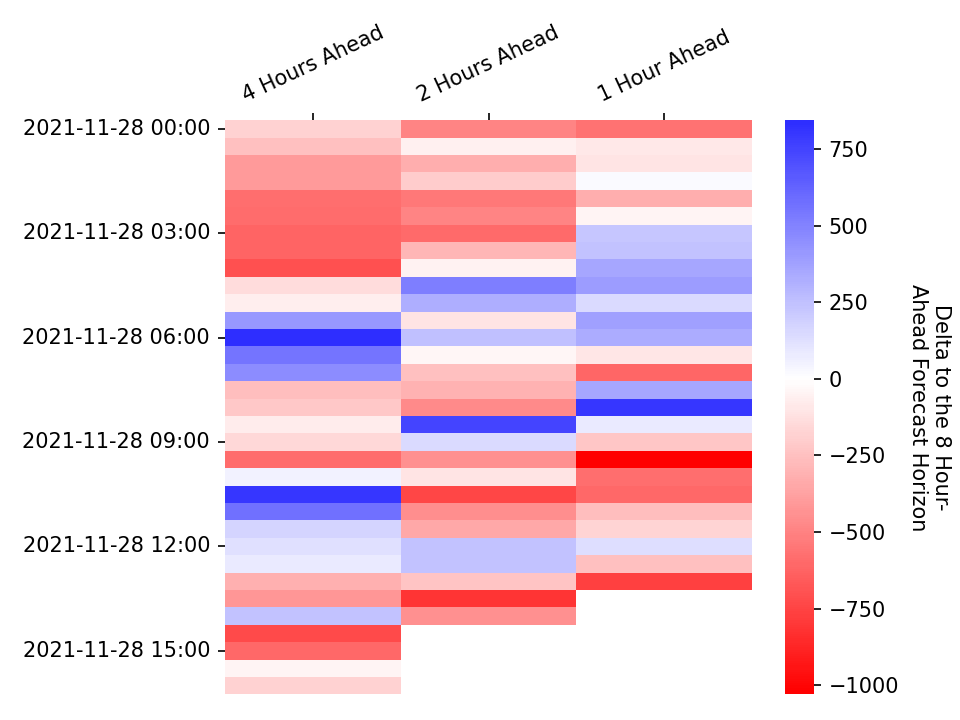 4 Hours Ahead
2 Hours Ahead
1 Hour Ahead
2021-11-28 00:00
2021-11-28 03:00
2021-11-28 06:00
2021-11-28 09:00
2021-11-28 12:00
2021-11-28 15:00
750
500
250
0
−250
−500
−750
−1000
Delta to the 8 Hour-
Ahead Forecast Horizon